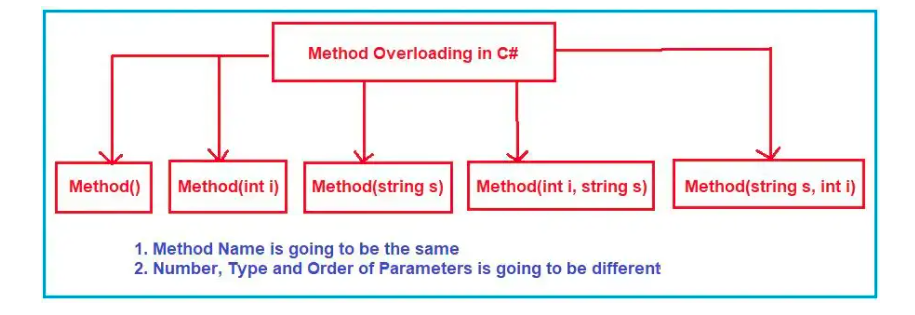 Method Overloading in C#
Method()
Method(int i)
Method(string s)
Method(int i, string s)
Method(string s, int i)
1. Method Name is going to be the same
2. Number, Type and Order of Parameters is going to be different